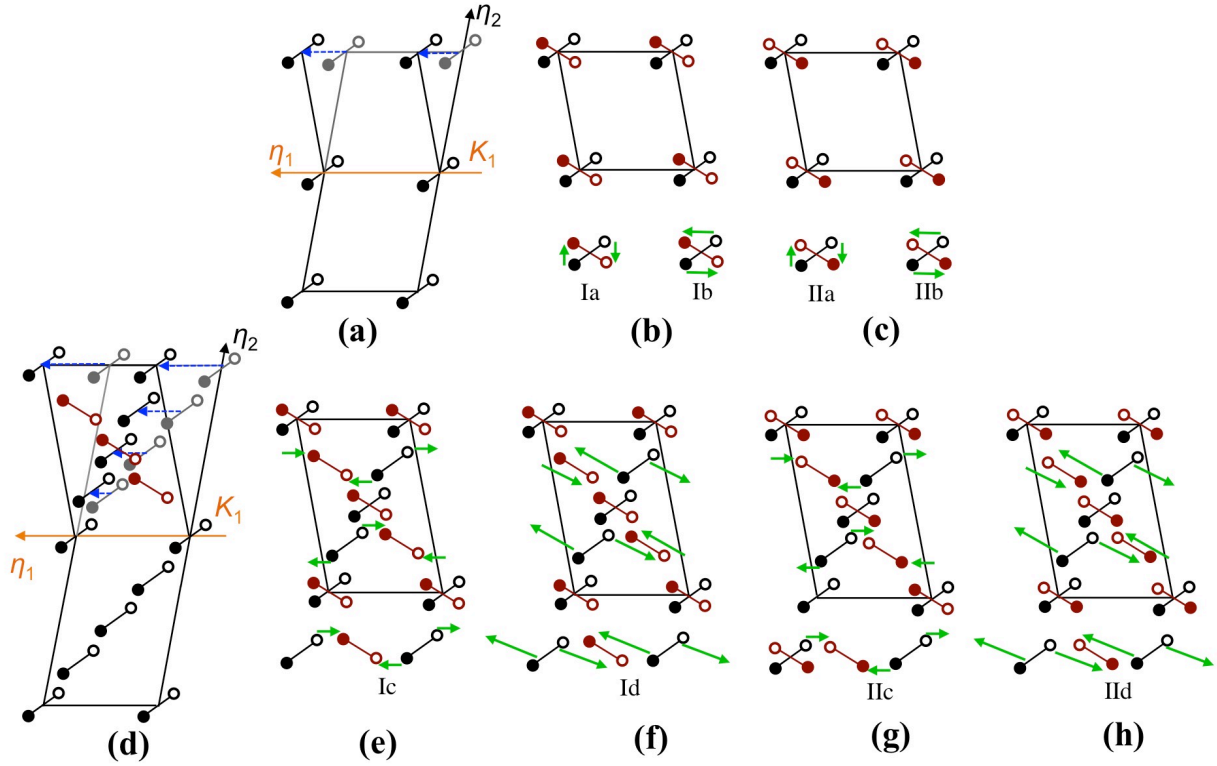 η2
η1
K1
Ia
Ib
IIa
IIb
(a)
(b)
(c)
η2
K1
η1
Ic
Id
IIc
IId
(d)
(e)
(f)
(g)
(h)